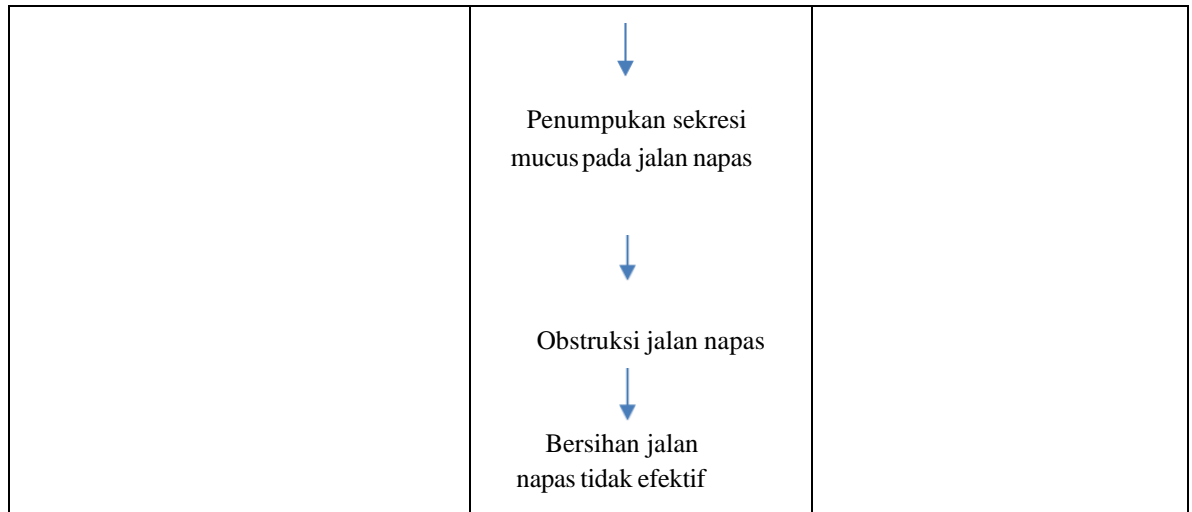 Penumpukan sekresi
mucus pada jalan napas
Obstruksi jalan napas
Bersihan jalan
napas tidak efektif